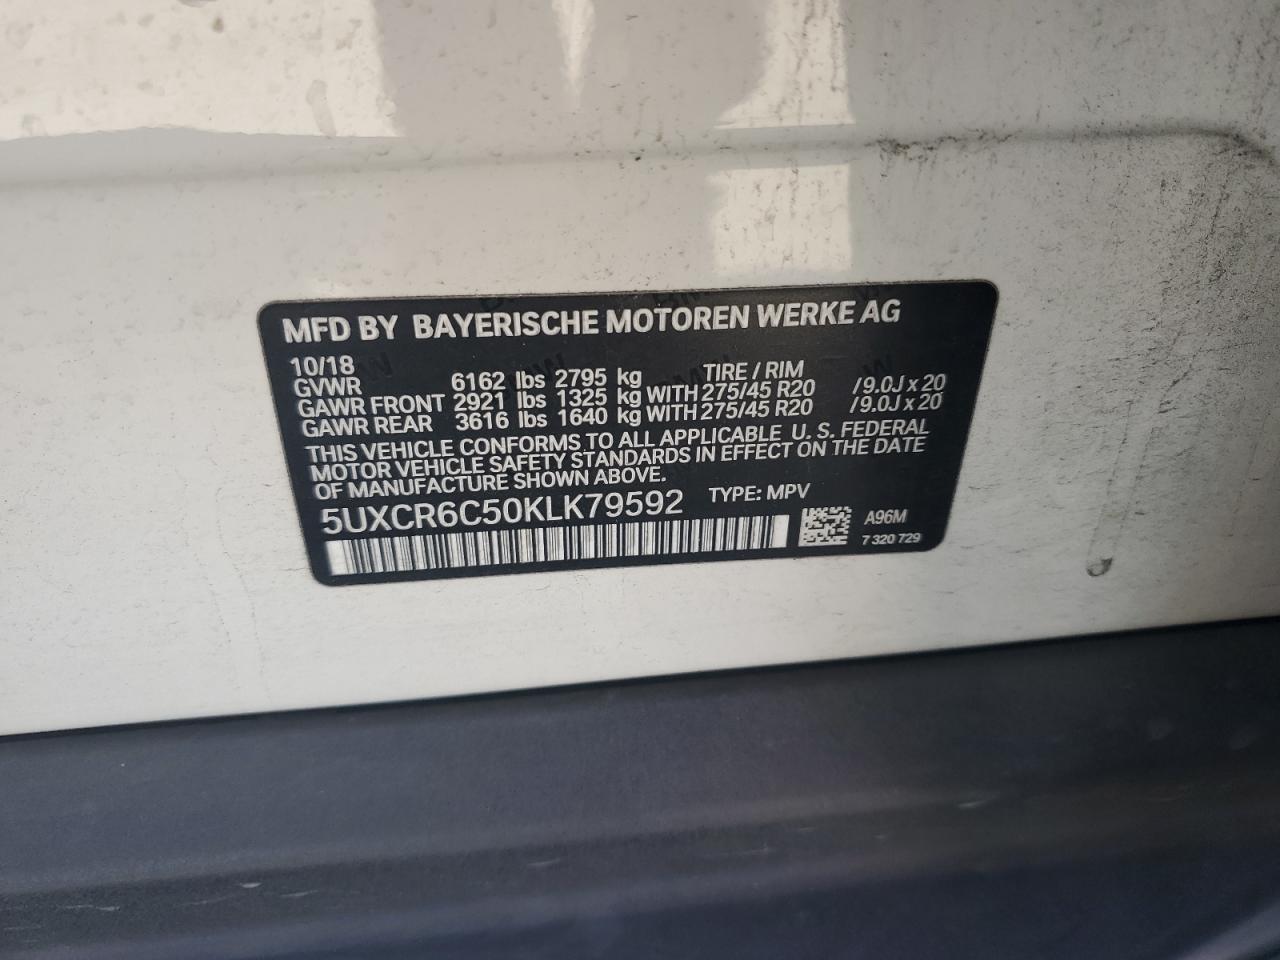 MFD BY BAYERISCHE MOTOREN WERKE AG
10/18 TIRE / RIM
GVWR 6162 lbs 2795 kg
GAWR FRONT 2921 lbs 1325 kg WITH 275/45 R20 /9.0J x 20
GAWR REAR 3616 lbs 1640 kg WITH 275/45 R20 /9.0J x 20
THIS VEHICLE CONFORMS TO ALL APPLICABLE U. S. FEDERAL
MOTOR VEHICLE SAFETY STANDARDS IN EFFECT ON THE DATE
OF MANUFACTURE SHOWN ABOVE.
5UXCR6C50KLK79592 TYPE: MPV
A96M
7 320 729